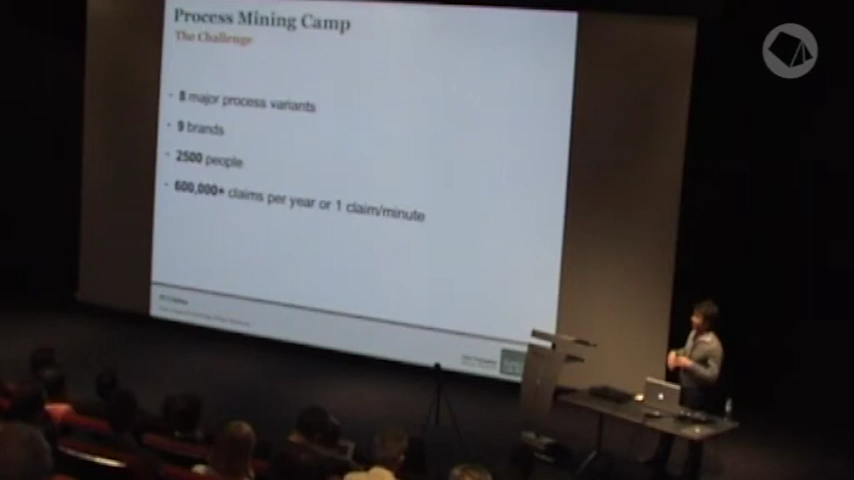 Process Mining Camp
The Challenge
- 8 major process variants
- 9 brands
- 2500 people
- 600,000+ claims per year or 1 claim/minute